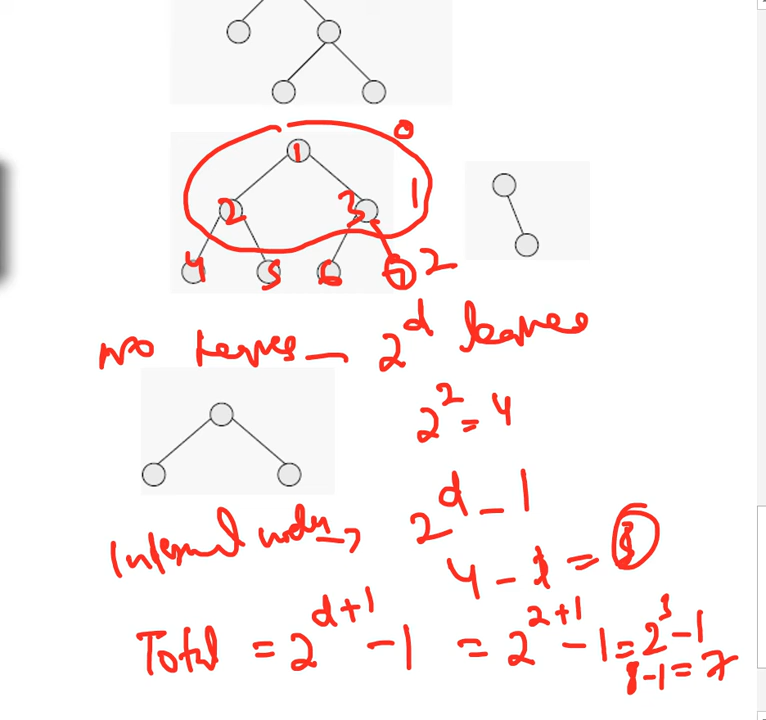 0
1
1
2 3
4 5 6 7 2
no leaves — 2^d leaves
2^2 = 4
Internal nodes → 2^d - 1
4 - 1 = 3
Total = 2^{d+1} - 1 = 2^{2+1} - 1 = 2^3 - 1
8 - 1 = 7